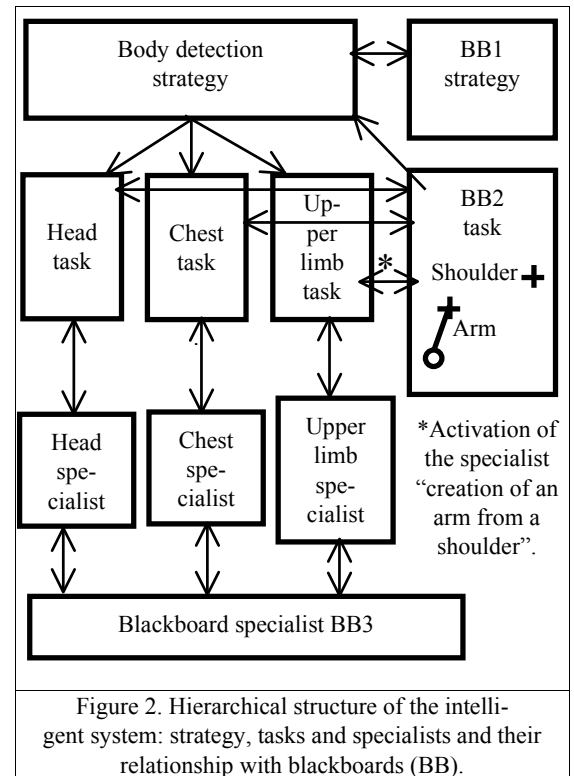 Body detection
strategy
BB1
strategy
Head
task
Chest
task
Up-
per
limb
task
*
BB2
task
Shoulder
Arm
Head
spe-
cialist
Chest
spe-
cialist
Upper
limb
spe-
cialist
*Activation of
the specialist
“creation of an
arm from a
shoulder”.
Blackboard specialist BB3
Figure 2. Hierarchical structure of the intelli-
gent system: strategy, tasks and specialists and their
relationship with blackboards (BB).